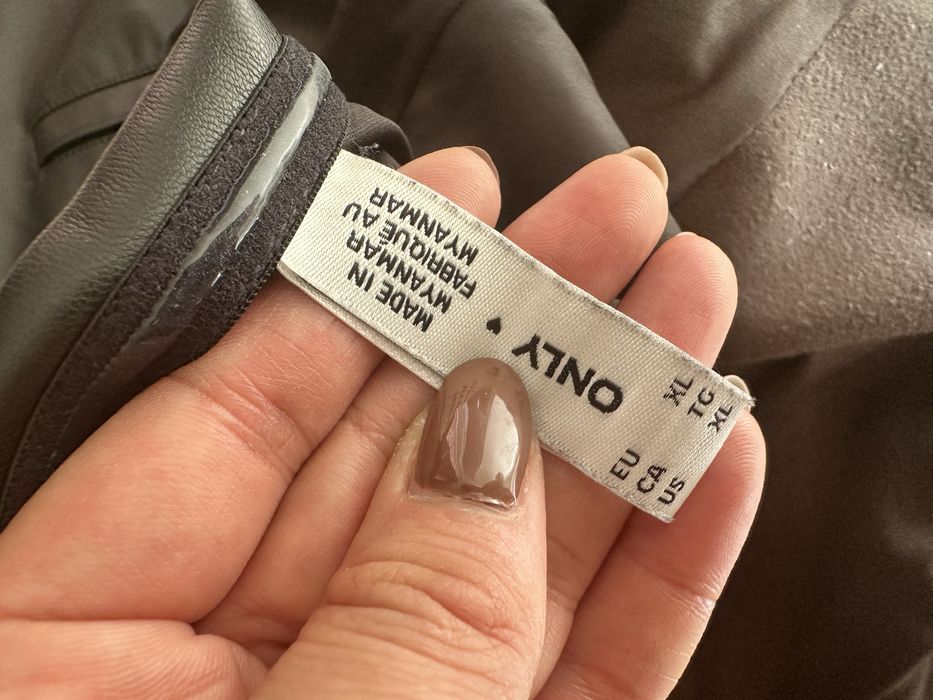 MADE IN
MYANMAR
FABRIQUÉ AU
MYANMAR
ONLY
EU XL
CA TG
US XL